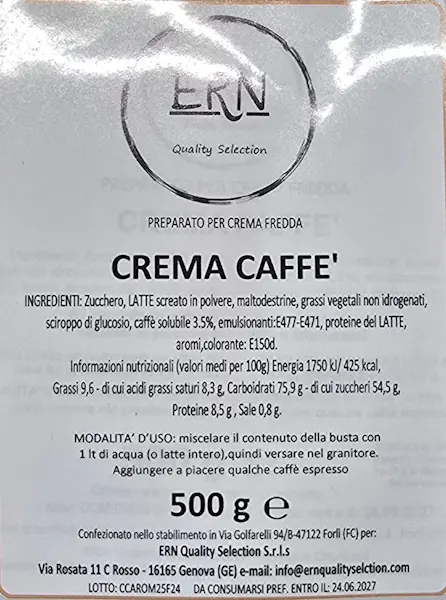 ERN
Quality Selection
PREPARATO PER CREMA FREDDA
CREMA CAFFE'
INGREDIENTI: Zucchero, LATTE screato in polvere, maltodestrine, grassi vegetali non idrogenati,
sciroppo di glucosio, caffè solubile 3.5%, emulsionanti:E477-E471, proteine del LATTE,
aromi,colorante: E150d.
Informazioni nutrizionali (valori medi per 100g) Energia 1750 kJ/ 425 kcal,
Grassi 9,6 - di cui acidi grassi saturi 8,3 g, Carboidrati 75,9 g - di cui zuccheri 54,5 g,
Proteine 8,5 g , Sale 0,8 g.
MODALITA' D'USO: miscelare il contenuto della busta con
1 lt di acqua (o latte intero),quindi versare nel granitore.
Aggiungere a piacere qualche caffè espresso
500 g ℮
Confezionato nello stabilimento in Via Golfarelli 94/B-47122 Forlì (FC) per:
ERN Quality Selection S.r.l.s
Via Rosata 11 C Rosso - 16165 Genova (GE) e-mail: info@ernqualityselction.com
LOTTO: CCAROM25F24 DA CONSUMARSI PREF. ENTRO IL: 24.06.2027